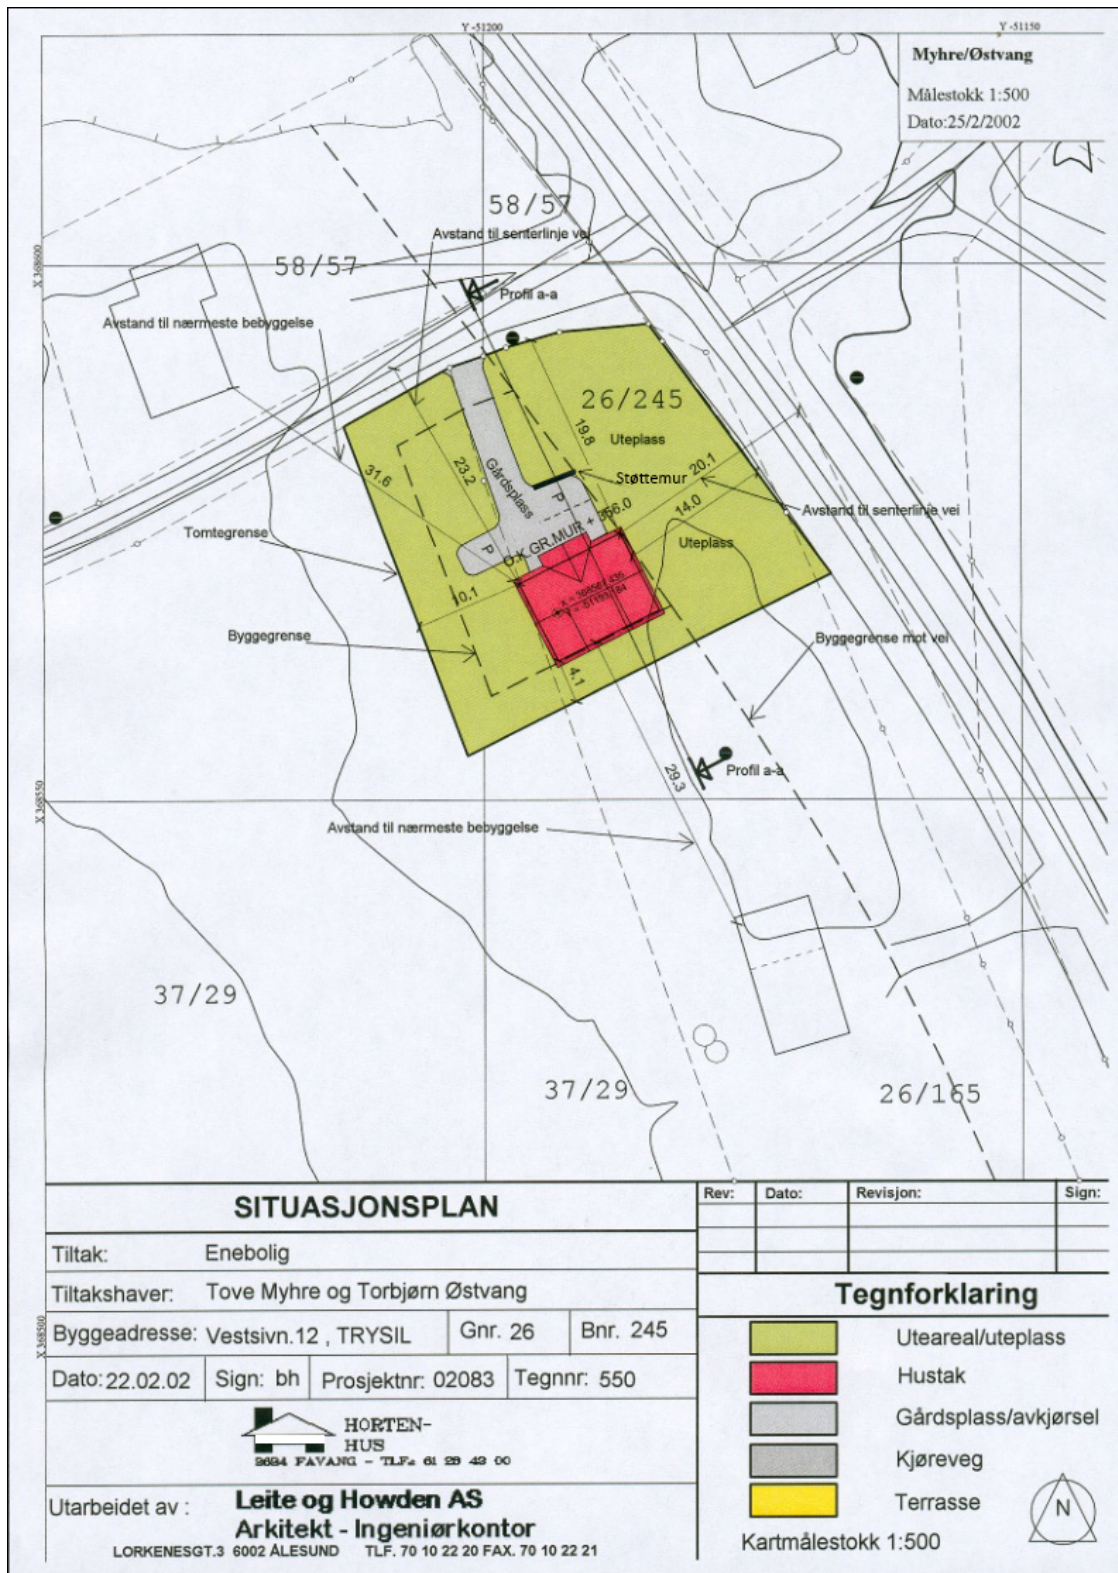 Y -51200
Y -51150
Myhre/Østvang
Målestokk 1:500
Dato:25/2/2002
58/57
Avstand til senterlinje vei
X 368600
58/57
Profil a-a
Avstand til nærmeste bebyggelse
26/245
19.8
Uteplass
31.6
23.2
Gårdsplass
Støttemur
20.1
P
14.0
Avstand til senterlinje vei
Tomtegrense
O.K.GR.MUR + 356.0
Uteplass
P
10.1
Byggegrense
Byggegrense mot vei
4.1
29.3
Profil a-a
X 368550
Avstand til nærmeste bebyggelse
37/29
37/29
26/165
SITUASJONSPLAN
Tiltak: Enebolig
Tiltakshaver: Tove Myhre og Torbjørn Østvang
Byggeadresse: Vestsivn.12 , TRYSIL Gnr. 26 Bnr. 245
X 368500
Dato: 22.02.02 Sign: bh Prosjektnr: 02083 Tegnnr: 550
HORTEN-
HUS
2634 FAVANG - TLF: 61 28 42 00
Utarbeidet av : Leite og Howden AS
Arkitekt - Ingeniørkontor
LORKENESGT.3 6002 ÅLESUND TLF. 70 10 22 20 FAX. 70 10 22 21
Rev: Dato: Revisjon: Sign:
Tegnforklaring
Uteareal/uteplass
Hustak
Gårdsplass/avkjørsel
Kjøreveg
Terrasse
N
Kartmålestokk 1:500